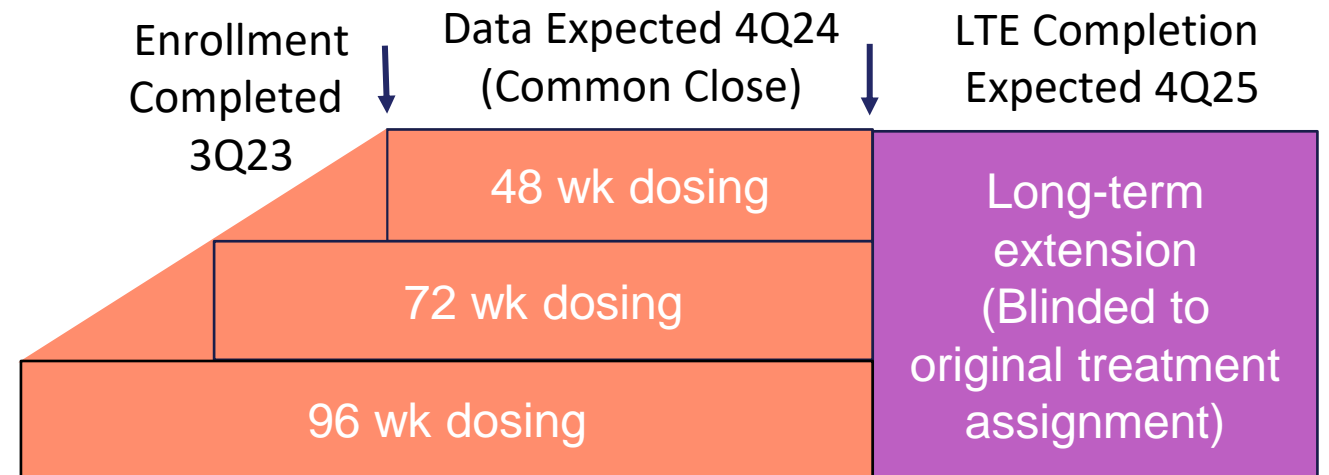 Enrollment
Completed
3Q23
Data Expected 4Q24
(Common Close)
LTE Completion
Expected 4Q25
48 wk dosing
72 wk dosing
96 wk dosing
Long-term
extension
(Blinded to
original treatment
assignment)